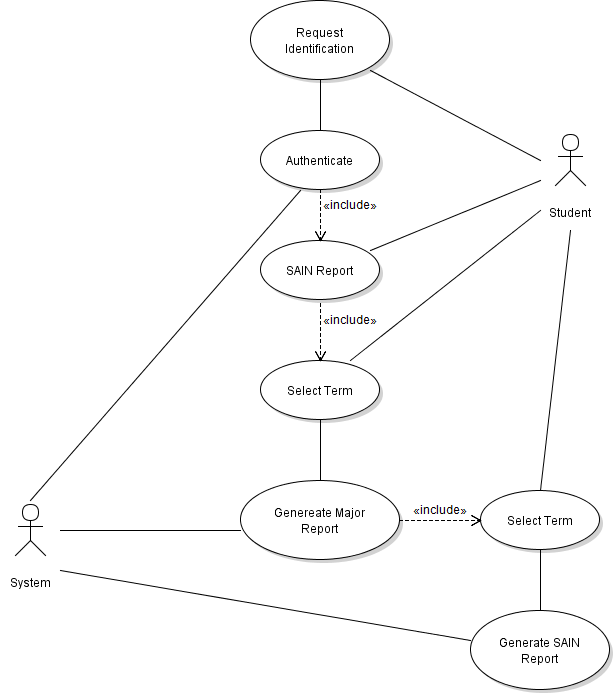 Request
Identification
Authenticate
«include»
Student
SAIN Report
«include»
Select Term
Genereate Major
Report
«include»
Select Term
System
Generate SAIN
Report